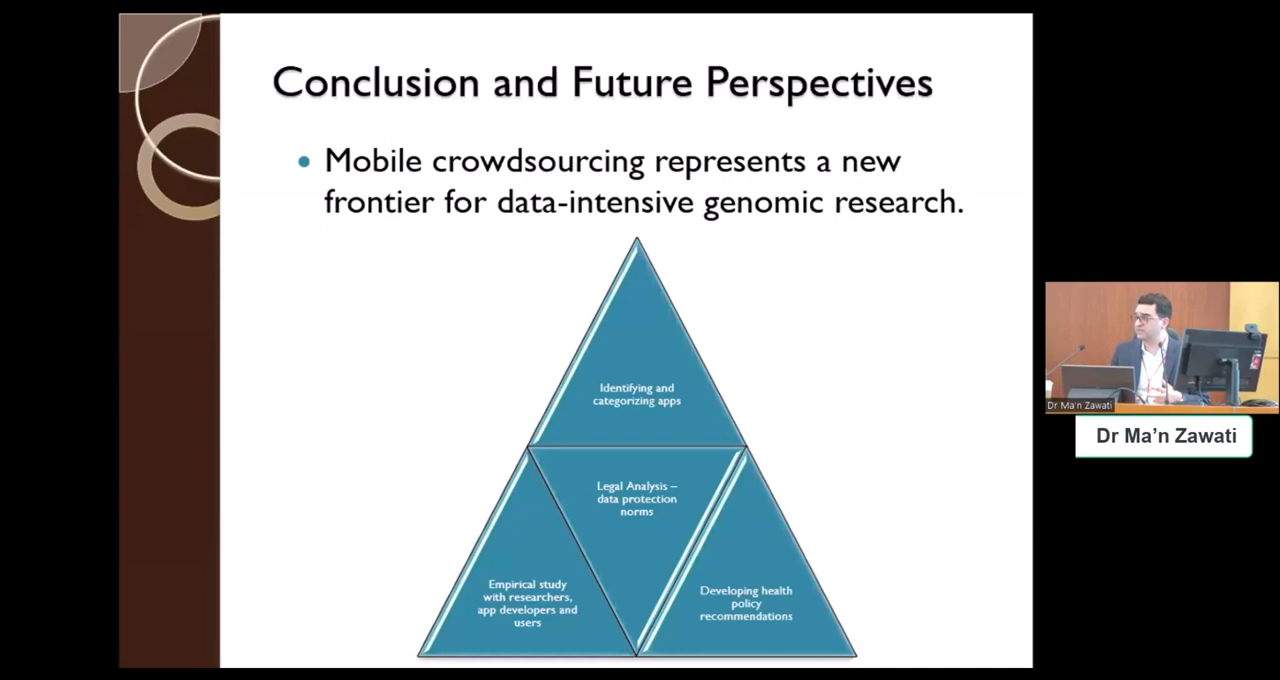 Conclusion and Future Perspectives
• Mobile crowdsourcing represents a new
frontier for data-intensive genomic research.
Identifying and
categorizing apps
Legal Analysis –
data protection
norms
Empirical study
with researchers,
app developers and
users
Developing health
policy
recommendations
Dr Ma'n Zawati
Dr Ma’n Zawati